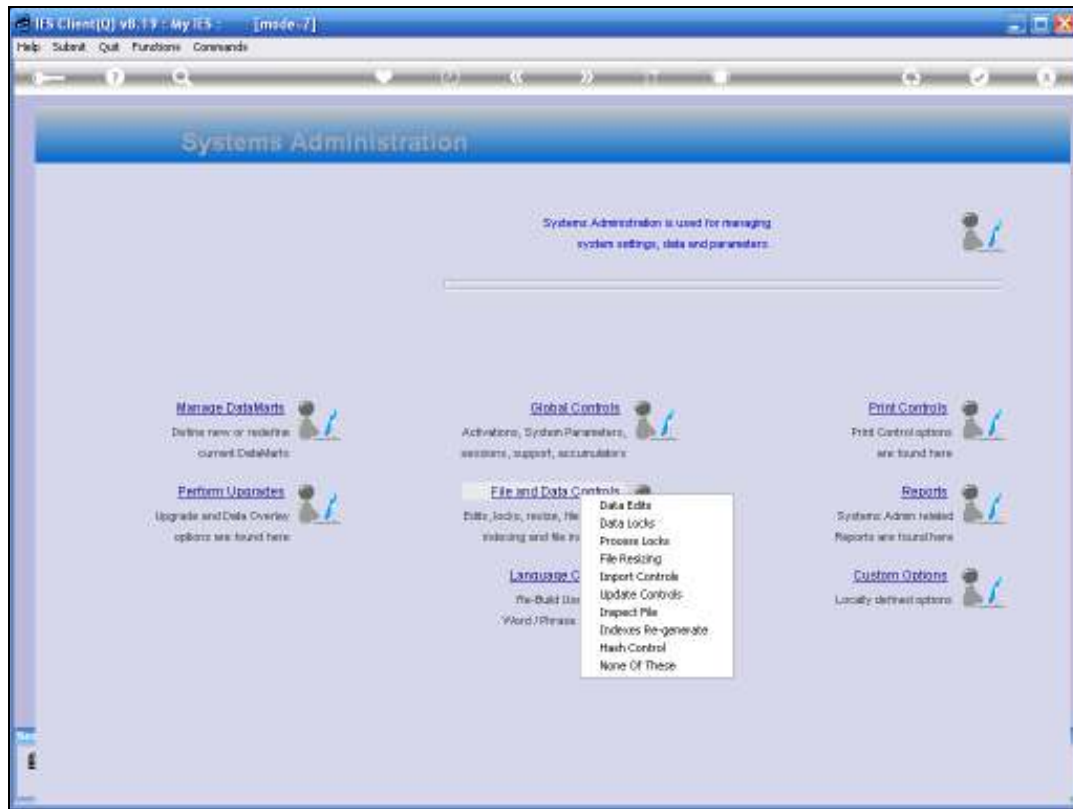 IES Client(Q) v8.19 : My IES : [mode-7]
Help Submit Quit Functions Commands
Systems Administration
Systems Administration is used for managing
system settings, data and parameters
Manage DataMarts
Define new or redefine
current DataMarts
Global Controls
Activations, System Parameters,
sessions, support, accumulators
Print Controls
Print Control options
are found here
Perform Upgrades
Upgrade and Data Overlay
options are found here
File and Data Controls
Edits, locks, resize, file
indexing and file in
Data Edits
Data Locks
Process Locks
File Resizing
Import Controls
Update Controls
Inspect File
Indexes Re-generate
Hash Control
None Of These
Reports
Systems Admin related
Reports are found here
Language C
Re-Build
Word / Phrase
Custom Options
Locally defined options